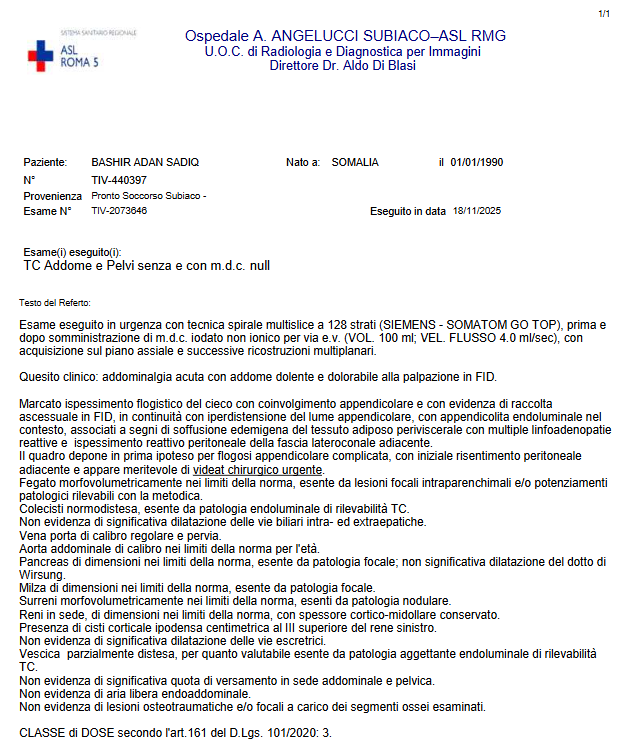 1/1
SISTEMA SANITARIO REGIONALE
ASL
ROMA 5
Ospedale A. ANGELUCCI SUBIACO–ASL RMG
U.O.C. di Radiologia e Diagnostica per Immagini
Direttore Dr. Aldo Di Blasi
Paziente: BASHIR ADAN SADIQ Nato a: SOMALIA il 01/01/1990
N° TIV-440397
Provenienza Pronto Soccorso Subiaco -
Esame N° TIV-2073646 Eseguito in data 18/11/2025
Esame(i) eseguito(i):
TC Addome e Pelvi senza e con m.d.c. null
Testo del Referto:
Esame eseguito in urgenza con tecnica spirale multislice a 128 strati (SIEMENS - SOMATOM GO TOP), prima e
dopo somministrazione di m.d.c. iodato non ionico per via e.v. (VOL. 100 ml; VEL. FLUSSO 4.0 ml/sec), con
acquisizione sul piano assiale e successive ricostruzioni multiplanari.
Quesito clinico: addominalgia acuta con addome dolente e dolorabile alla palpazione in FID.
Marcato ispessimento flogistico del cieco con coinvolgimento appendicolare e con evidenza di raccolta
ascessuale in FID, in continuità con iperdistensione del lume appendicolare, con appendicolita endoluminale nel
contesto, associati a segni di soffusione edemigena del tessuto adiposo periviscerale con multiple linfoadenopatie
reattive e ispessimento reattivo peritoneale della fascia lateroconale adiacente.
Il quadro depone in prima ipoteso per flogosi appendicolare complicata, con iniziale risentimento peritoneale
adiacente e appare meritevole di videat chirurgico urgente.
Fegato morfovolumetricamente nei limiti della norma, esente da lesioni focali intraparenchimali e/o potenziamenti
patologici rilevabili con la metodica.
Colecisti normodistesa, esente da patologia endoluminale di rilevabilità TC.
Non evidenza di significativa dilatazione delle vie biliari intra- ed extraepatiche.
Vena porta di calibro regolare e pervia.
Aorta addominale di calibro nei limiti della norma per l'età.
Pancreas di dimensioni nei limiti della norma, esente da patologia focale; non significativa dilatazione del dotto di
Wirsung.
Milza di dimensioni nei limiti della norma, esente da patologia focale.
Surreni morfovolumetricamente nei limiti della norma, esenti da patologia nodulare.
Reni in sede, di dimensioni nei limiti della norma, con spessore cortico-midollare conservato.
Presenza di cisti corticale ipodensa centimetrica al III superiore del rene sinistro.
Non evidenza di significativa dilatazione delle vie escretrici.
Vescica parzialmente distesa, per quanto valutabile esente da patologia aggettante endoluminale di rilevabilità
TC.
Non evidenza di significativa quota di versamento in sede addominale e pelvica.
Non evidenza di aria libera endoaddominale.
Non evidenza di lesioni osteotraumatiche e/o focali a carico dei segmenti ossei esaminati.
CLASSE di DOSE secondo l'art.161 del D.Lgs. 101/2020: 3.